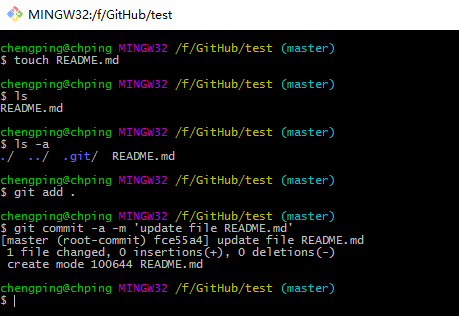 MINGW32:/f/GitHub/test
chengping@chping MINGW32 /f/GitHub/test (master)
$ touch README.md
chengping@chping MINGW32 /f/GitHub/test (master)
$ ls
README.md
chengping@chping MINGW32 /f/GitHub/test (master)
$ ls -a
./ ../ .git/ README.md
chengping@chping MINGW32 /f/GitHub/test (master)
$ git add .
chengping@chping MINGW32 /f/GitHub/test (master)
$ git commit -a -m 'update file README.md'
[master (root-commit) fce55a4] update file README.md
1 file changed, 0 insertions(+), 0 deletions(-)
create mode 100644 README.md
chengping@chping MINGW32 /f/GitHub/test (master)
$